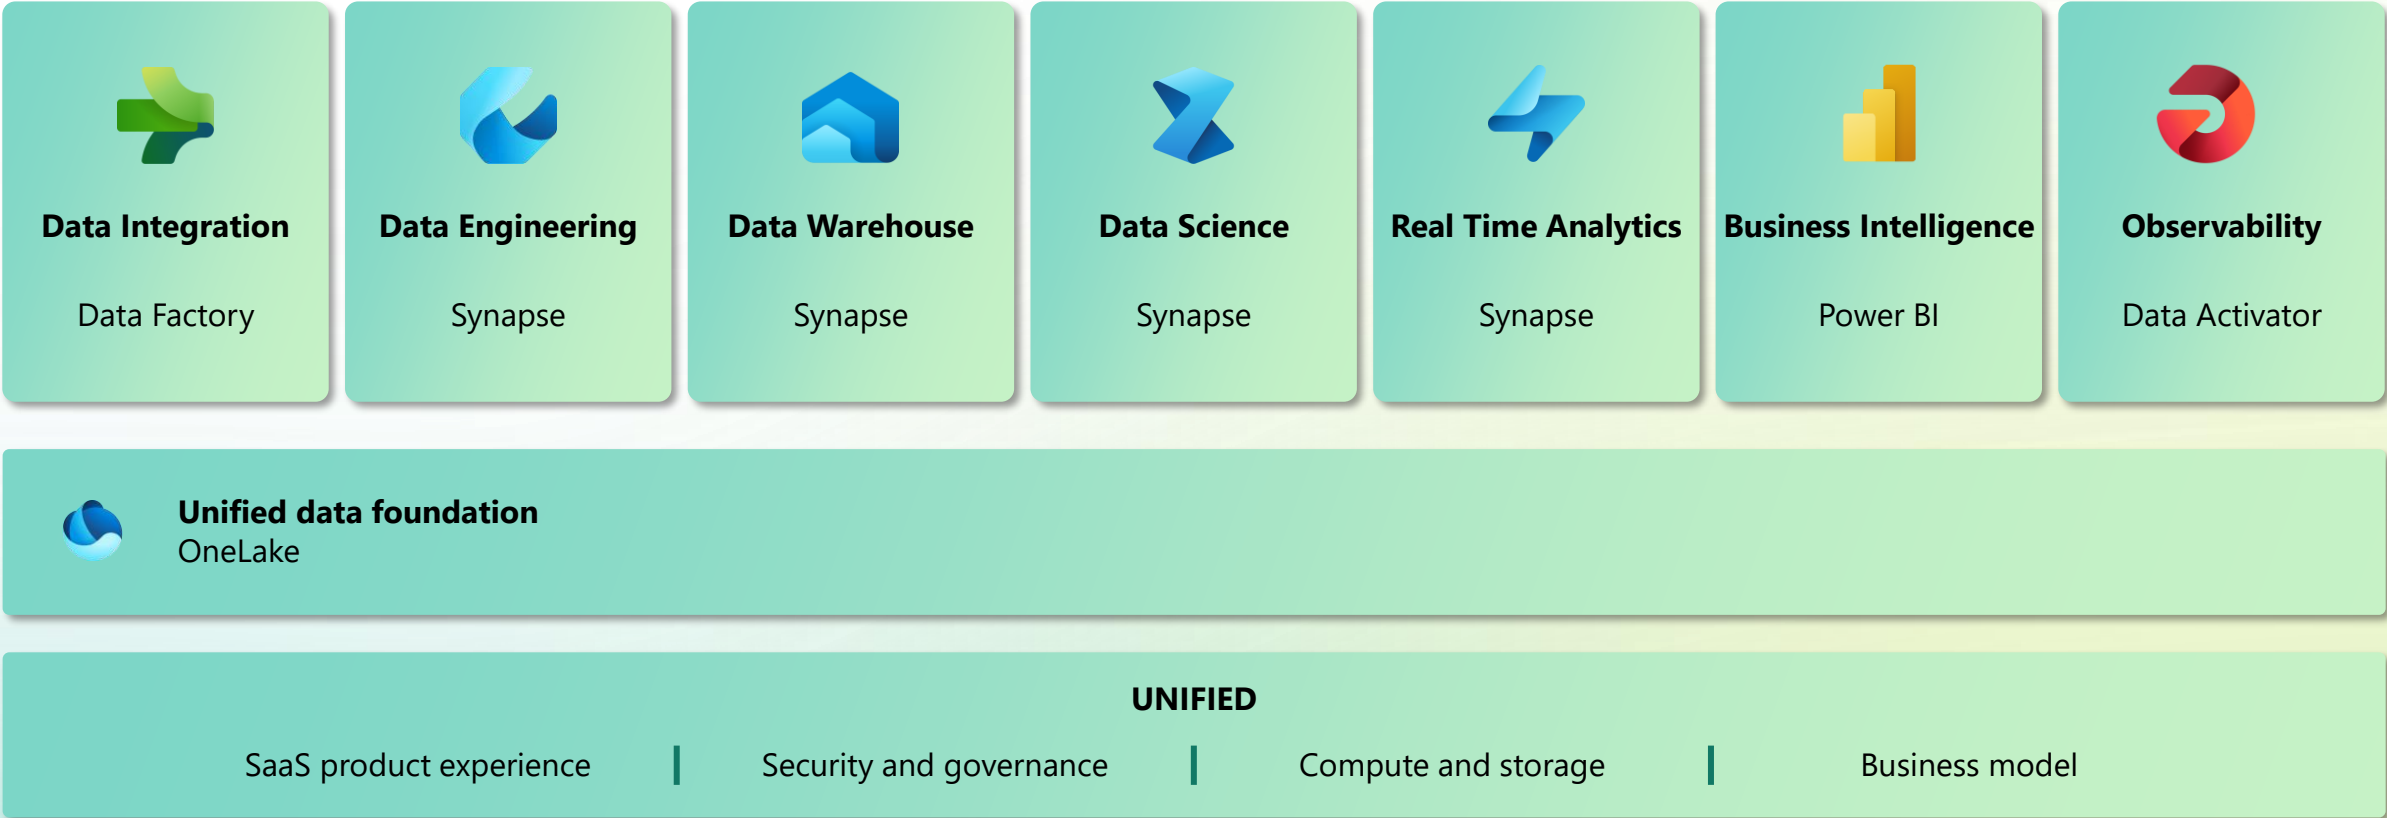 Data Integration
Data Factory
Data Engineering
Synapse
Data Warehouse
Synapse
Data Science
Synapse
Real Time Analytics
Synapse
Business Intelligence
Power BI
Observability
Data Activator
Unified data foundation
OneLake
UNIFIED
SaaS product experience
Security and governance
Compute and storage
Business model